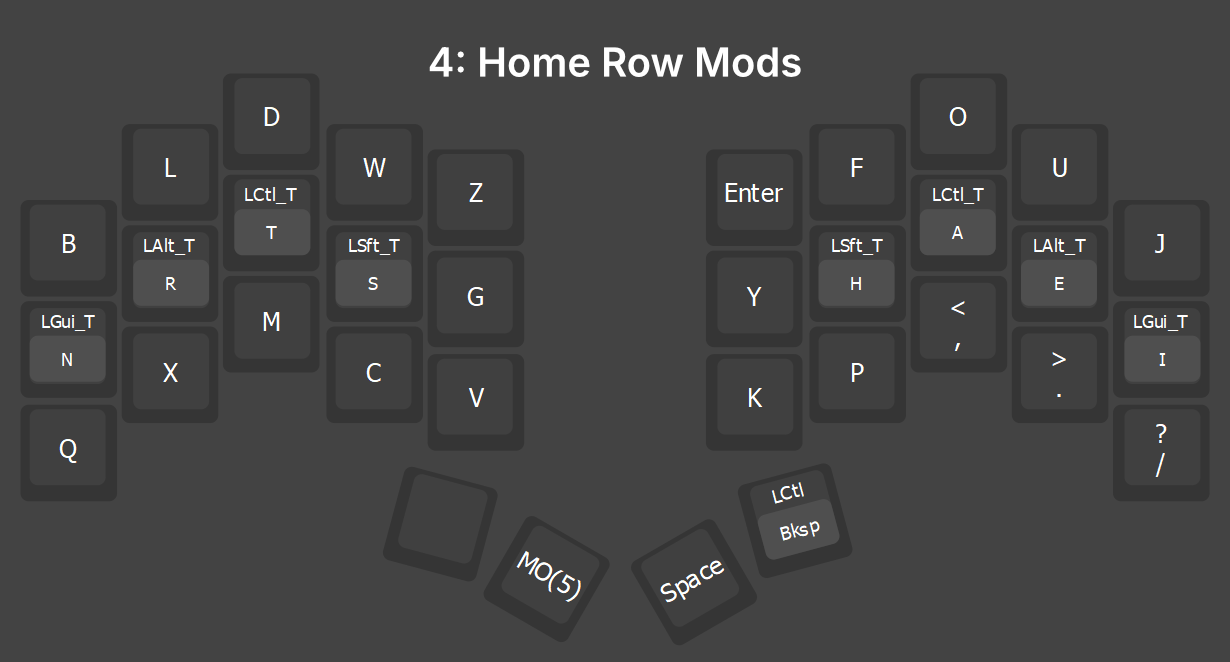 4: Home Row Mods
D
O
L
W
F
U
Z
Enter
LCtl_T
T
LCtl_T
A
B
J
LAlt_T
R
LSft_T
S
LSft_T
H
LAlt_T
E
G
Y
M
<
,
LGui_T
N
LGui_T
I
X
C
P
>
.
V
K
Q
?
/
LCtl
Bksp
MO(5)
Space